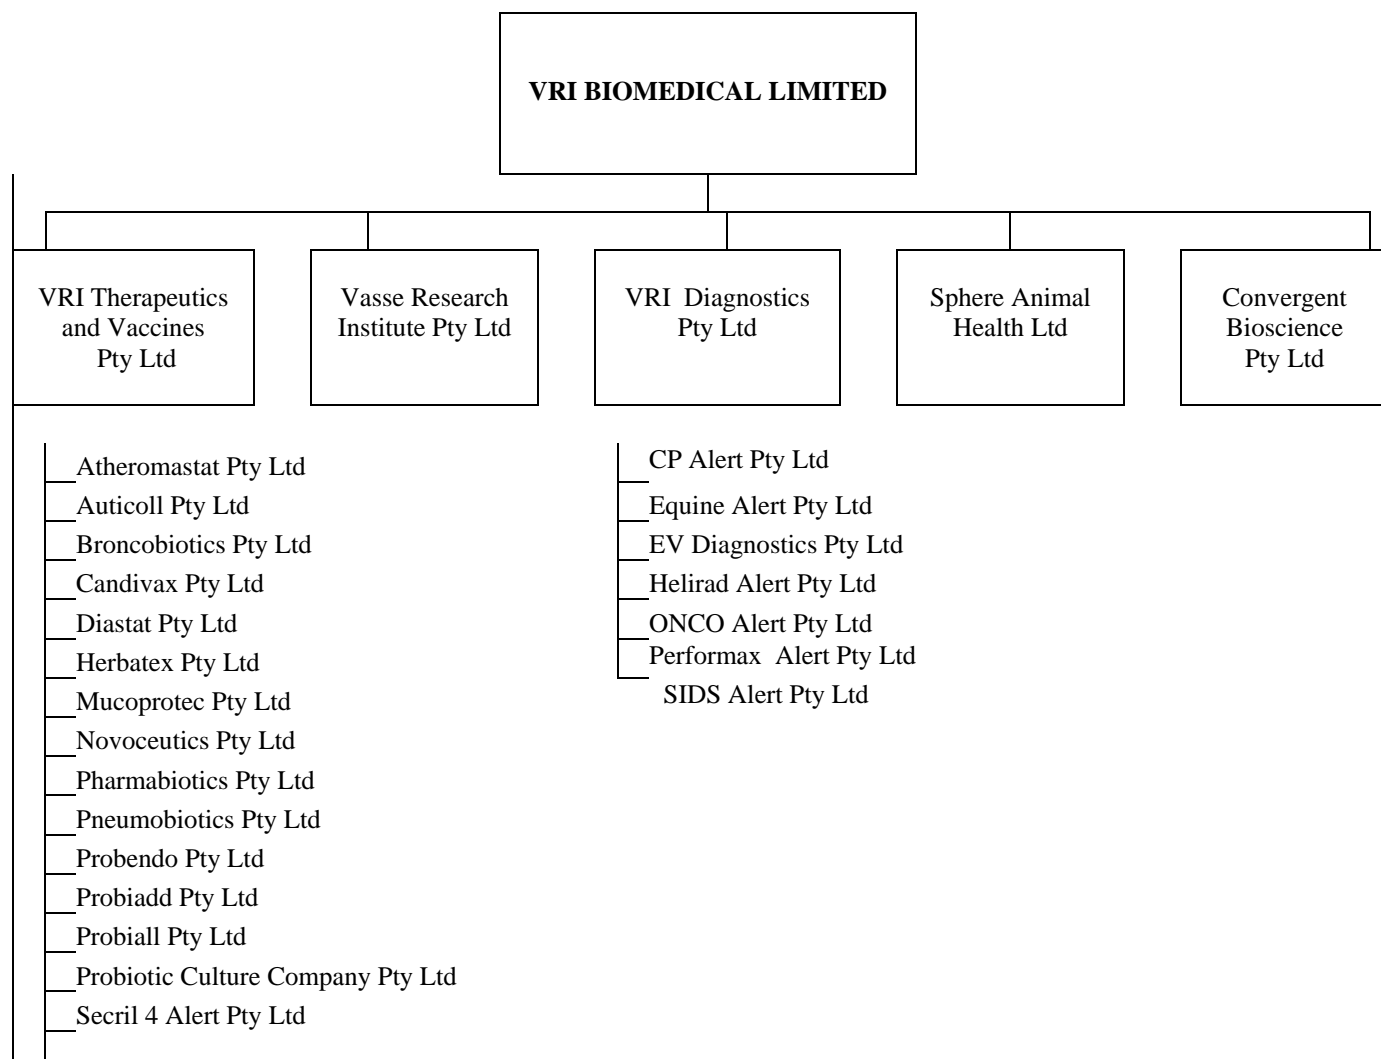 VRI BIOMEDICAL LIMITED
VRI Therapeutics
and Vaccines
Pty Ltd
Vasse Research
Institute Pty Ltd
VRI  Diagnostics
Pty Ltd
Sphere Animal
Health Ltd
Convergent
Bioscience
Pty Ltd
Atheromastat Pty Ltd
Auticoll Pty Ltd
Broncobiotics Pty Ltd
Candivax Pty Ltd
Diastat Pty Ltd
Herbatex Pty Ltd
Mucoprotec Pty Ltd
Novoceutics Pty Ltd
Pharmabiotics Pty Ltd
Pneumobiotics Pty Ltd
Probendo Pty Ltd
Probiadd Pty Ltd
Probiall Pty Ltd
Probiotic Culture Company Pty Ltd
Secril 4 Alert Pty Ltd
CP Alert Pty Ltd
Equine Alert Pty Ltd
EV Diagnostics Pty Ltd
Helirad Alert Pty Ltd
ONCO Alert Pty Ltd
Performax  Alert Pty Ltd
SIDS Alert Pty Ltd